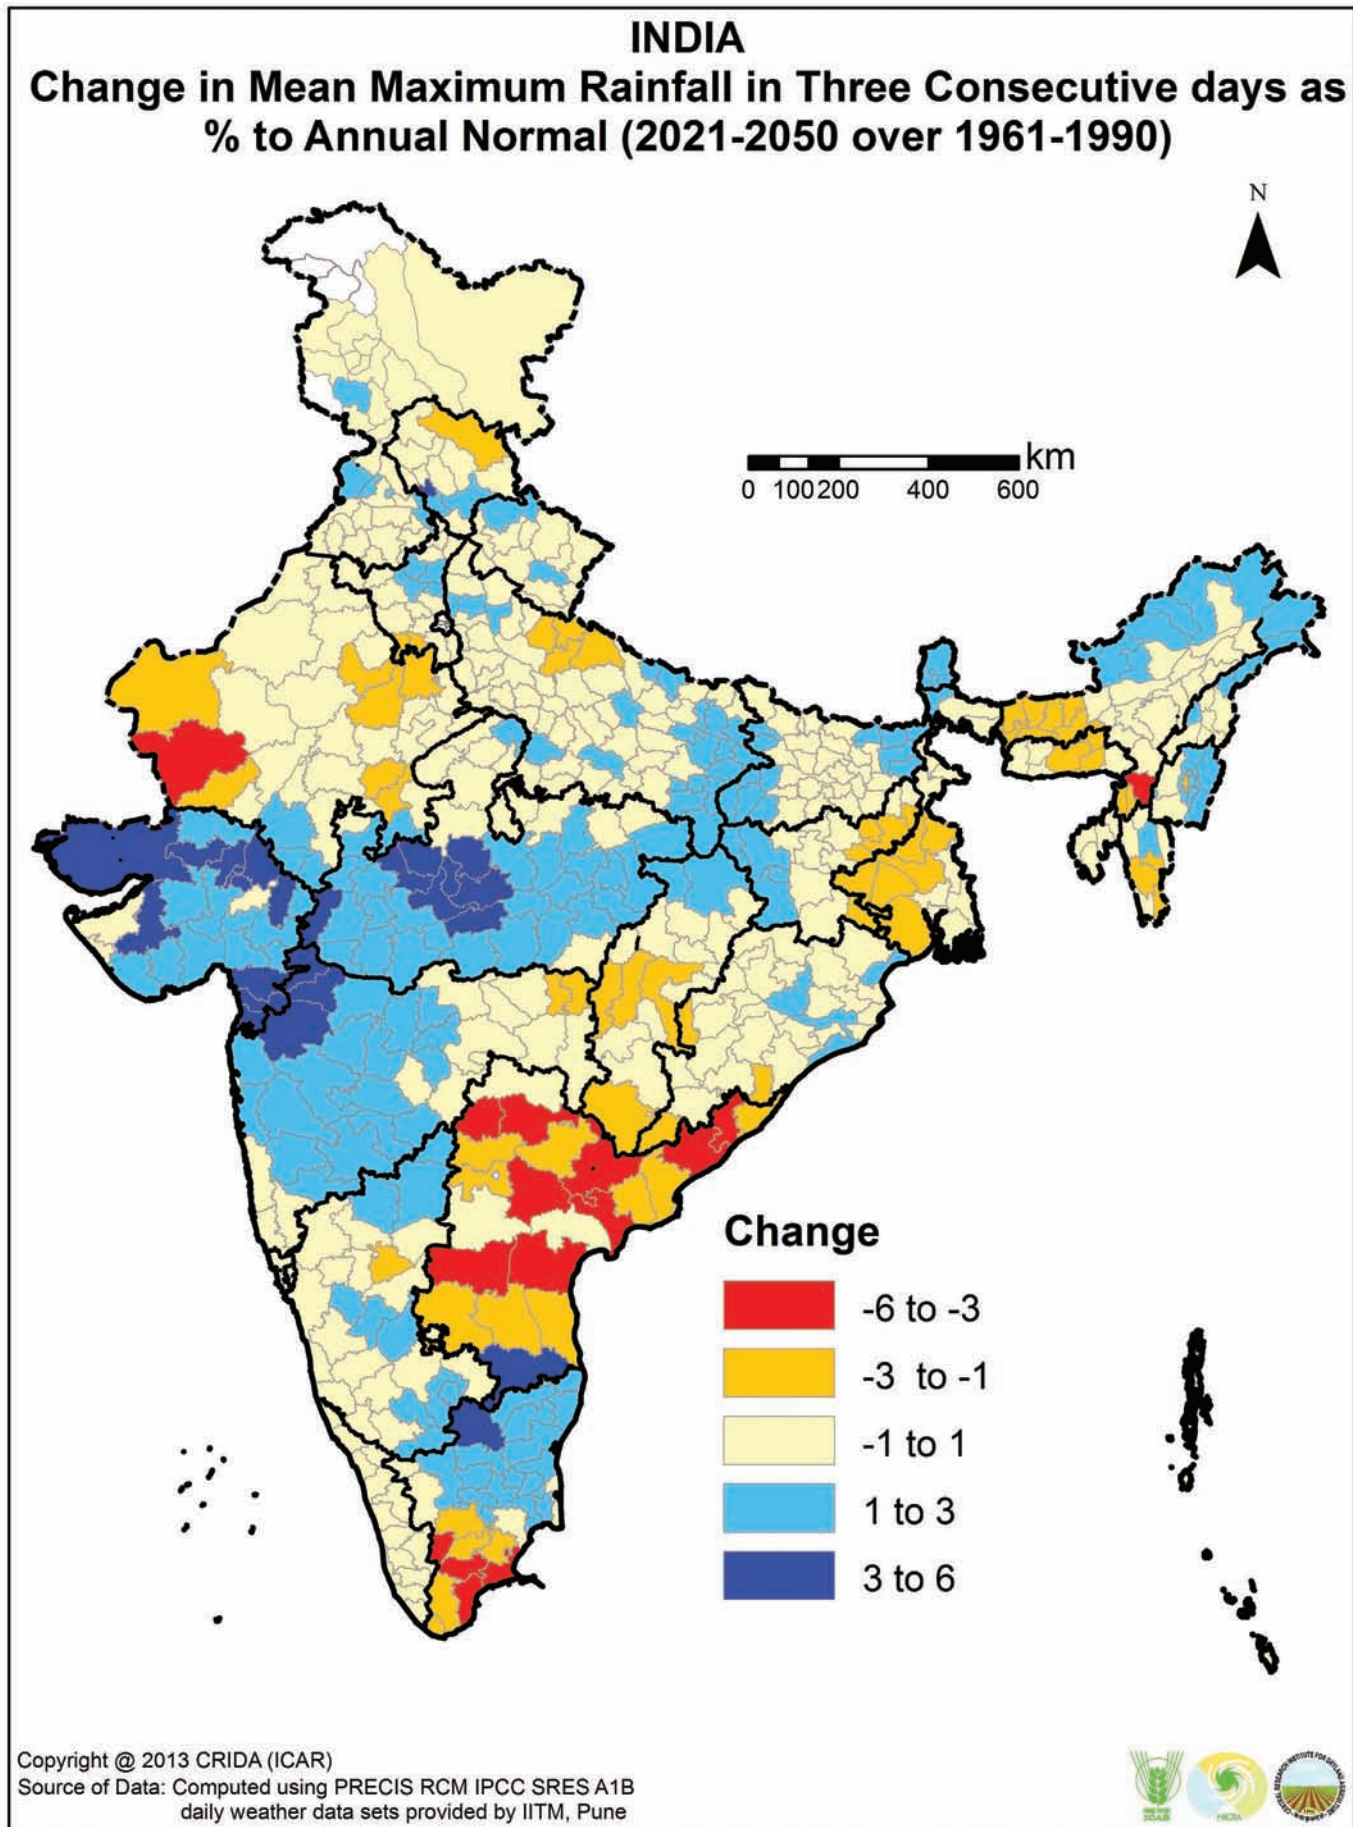 INDIA
Change in Mean Maximum Rainfall in Three Consecutive days as
% to Annual Normal (2021-2050 over 1961-1990)
N
km
0 100 200 400 600
Change
-6 to -3
-3 to -1
-1 to 1
1 to 3
3 to 6
Copyright @ 2013 CRIDA (ICAR)
Source of Data: Computed using PRECIS RCM IPCC SRES A1B
daily weather data sets provided by IITM, Pune